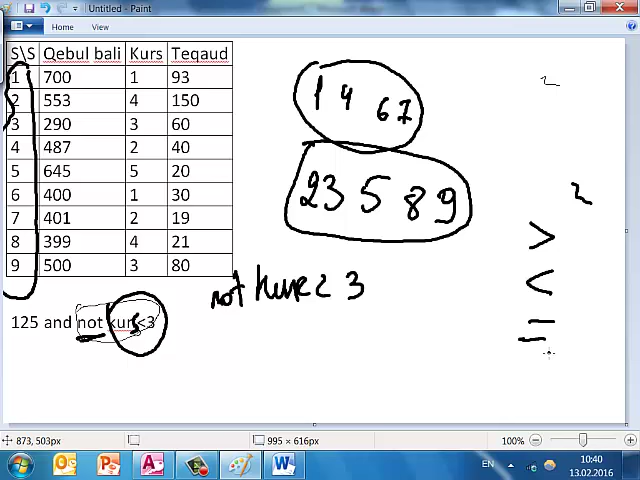 Untitled - Paint
Home View
S\S Qebul bali Kurs Teqaud
1 700 1 93
2 553 4 150
3 290 3 60
4 487 2 40
5 645 5 20
6 400 1 30
7 401 2 19
8 399 4 21
9 500 3 80
1 4 67
23 5 8 9
2
2
>
<
=
not Kurs < 3
125 and not kurs<3
873, 503px 995 × 616px 100%
EN 10:40
13.02.2016